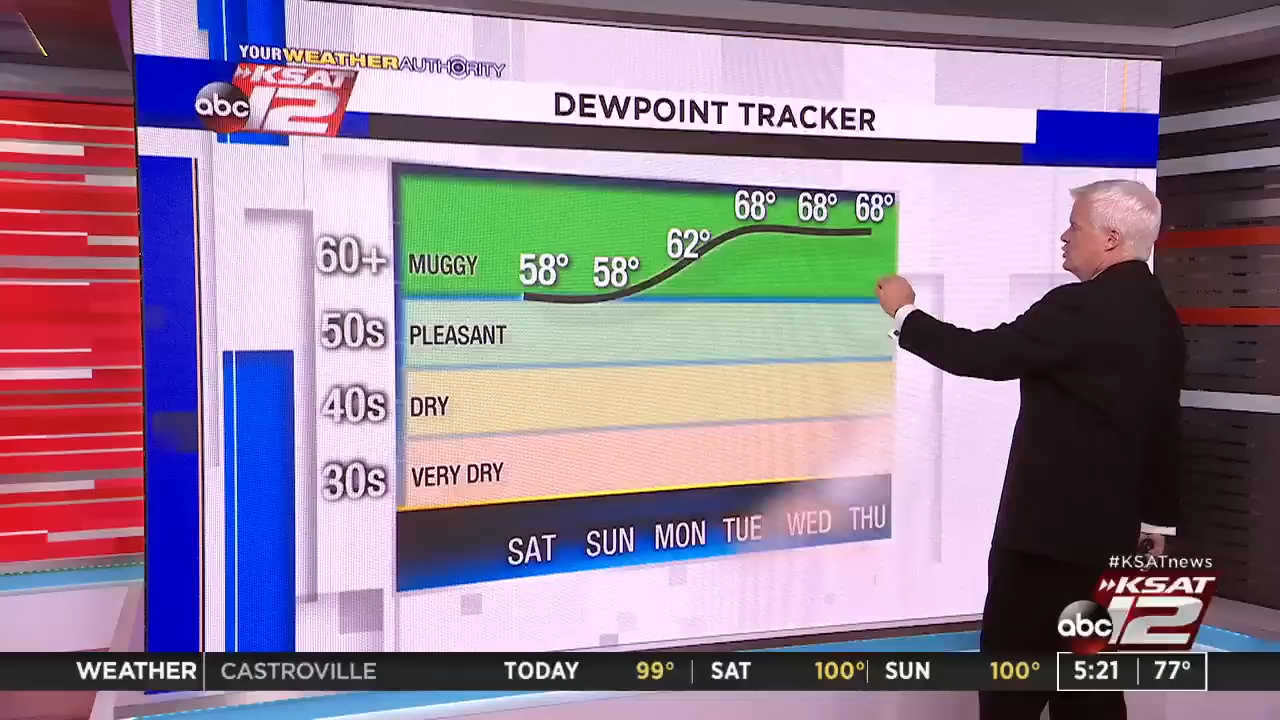 YOUR WEATHER AUTHORITY
»KSAT
abc 12
DEWPOINT TRACKER
68° 68° 68°
62°
58° 58°
60+ MUGGY
50s PLEASANT
40s DRY
30s VERY DRY
SAT SUN MON TUE WED THU
#KSATnews
»KSAT
abc 12
WEATHER CASTROVILLE TODAY 99° SAT 100° SUN 100° 5:21 77°